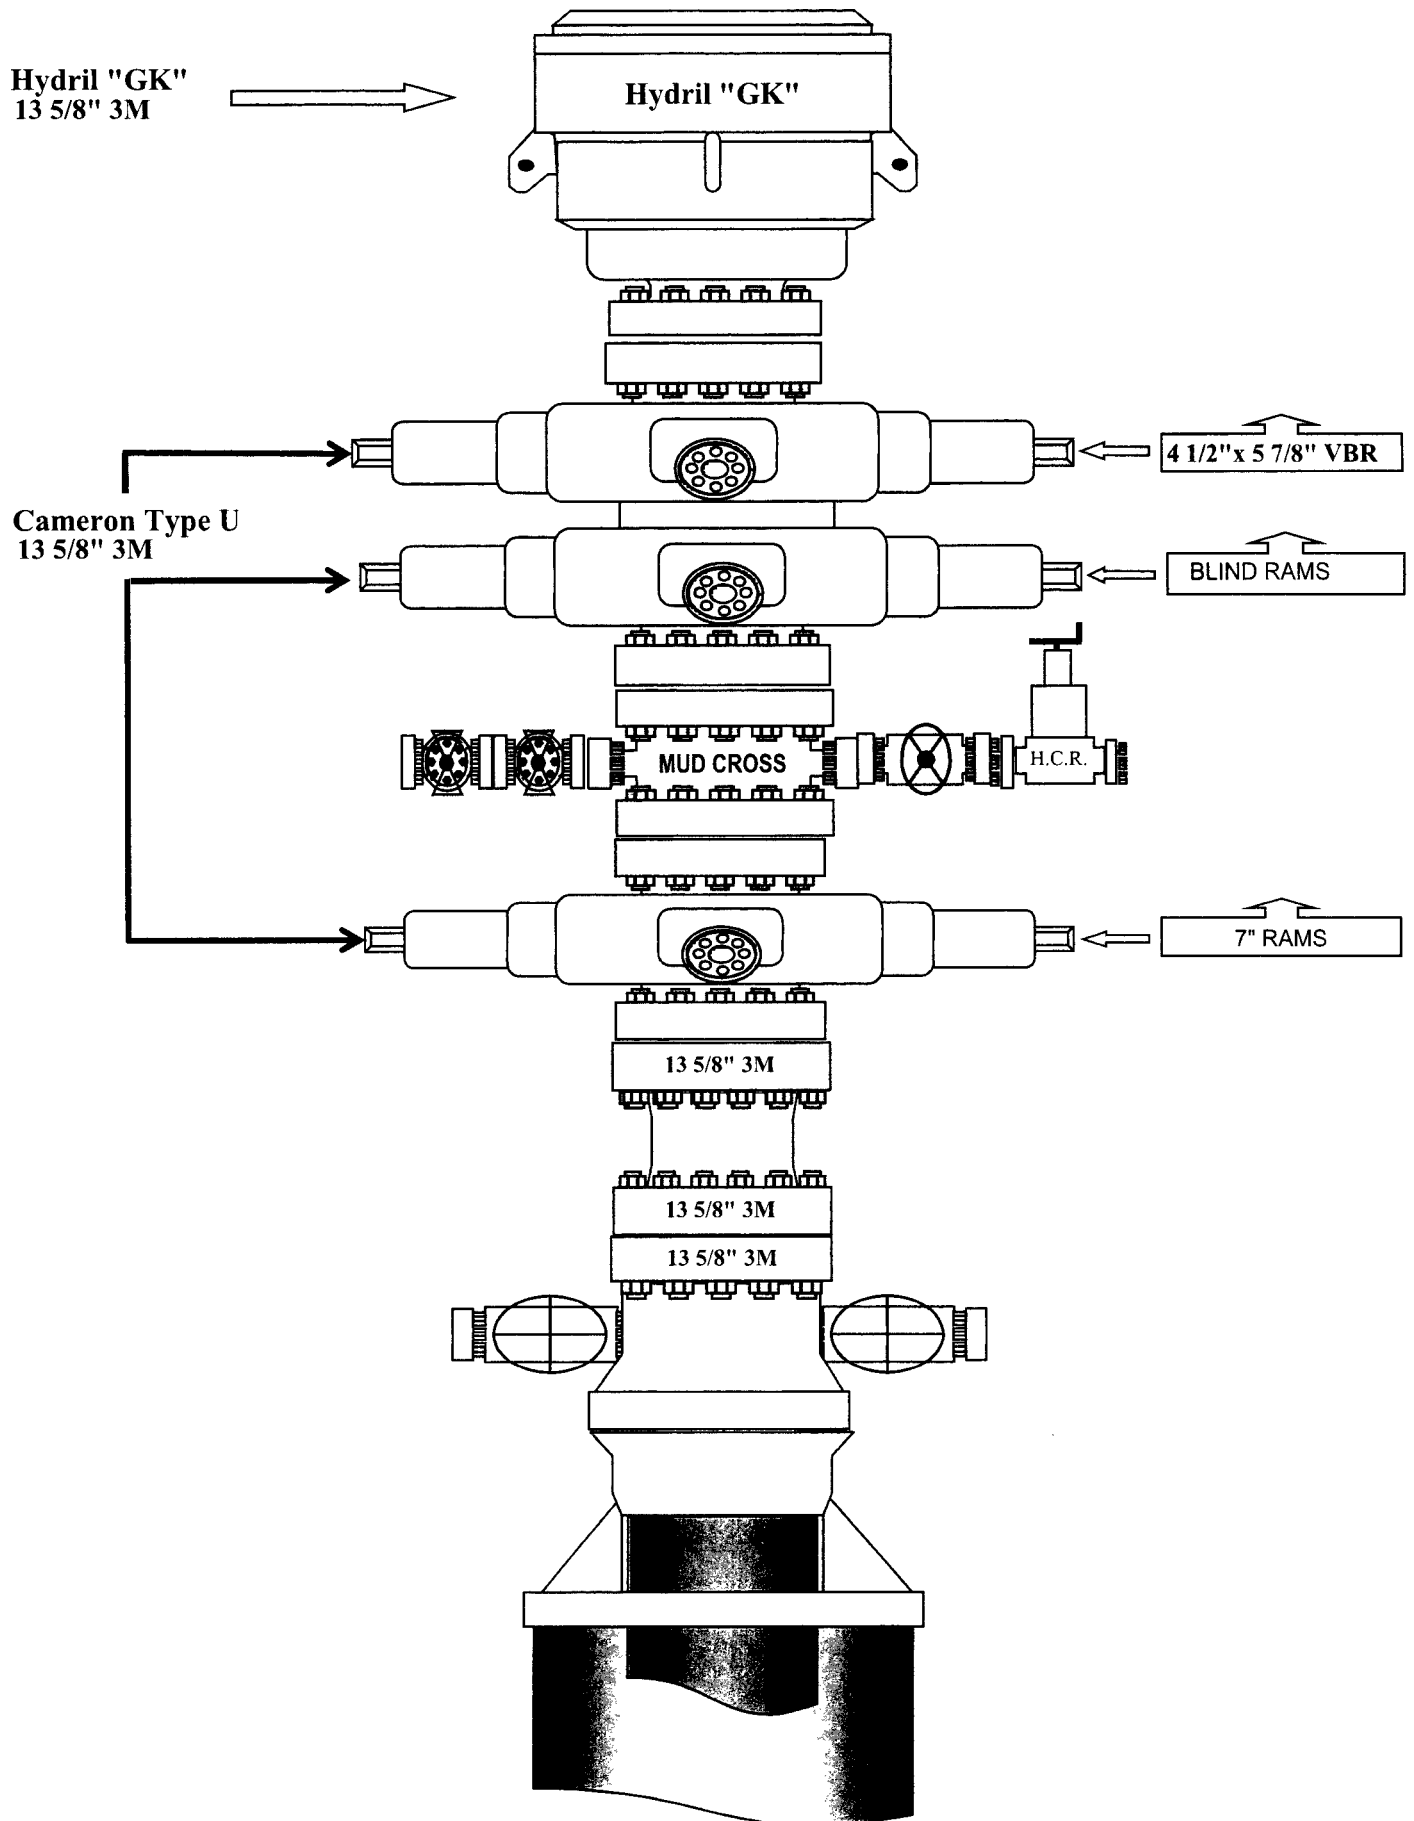 Hydril "GK"
13 5/8" 3M
Hydril "GK"
4 1/2"x 5 7/8" VBR
Cameron Type U
13 5/8" 3M
BLIND RAMS
MUD CROSS
H.C.R.
7" RAMS
13 5/8" 3M
13 5/8" 3M
13 5/8" 3M